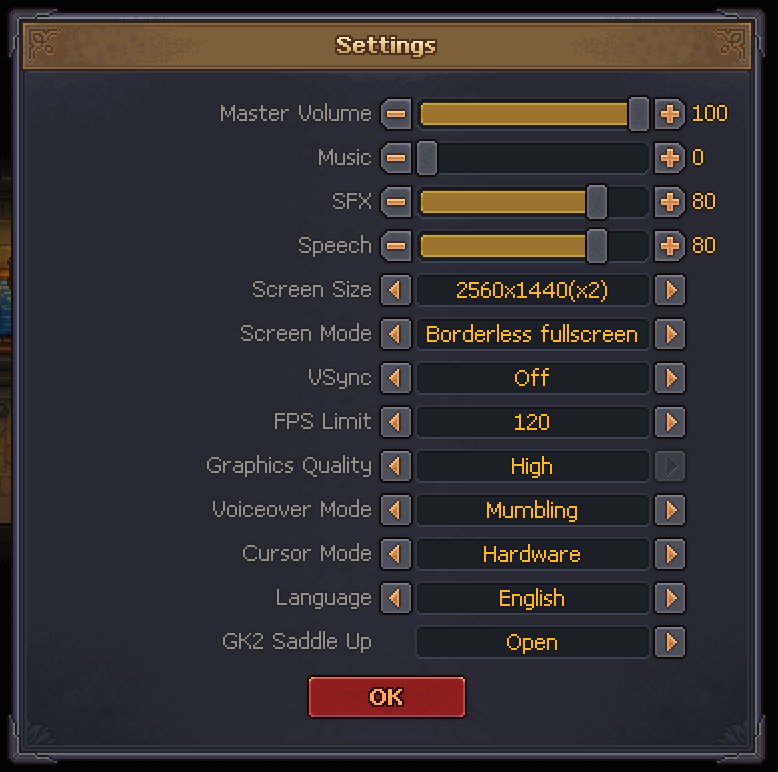 Settings
Master Volume 100
Music 0
SFX 80
Speech 80
Screen Size 2560x1440(x2)
Screen Mode Borderless fullscreen
VSync Off
FPS Limit 120
Graphics Quality High
Voiceover Mode Mumbling
Cursor Mode Hardware
Language English
GK2 Saddle Up Open
OK